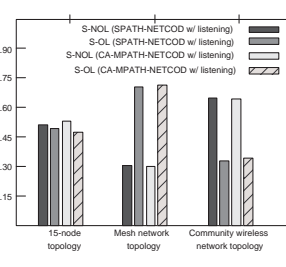 S-NOL (SPATH-NETCOD w/ listening)
S-OL (SPATH-NETCOD w/ listening)
S-NOL (CA-MPATH-NETCOD w/ listening)
S-OL (CA-MPATH-NETCOD w/ listening)
.90
.75
.60
.45
.30
.15
15-node Mesh network Community wireless
topology topology network topology